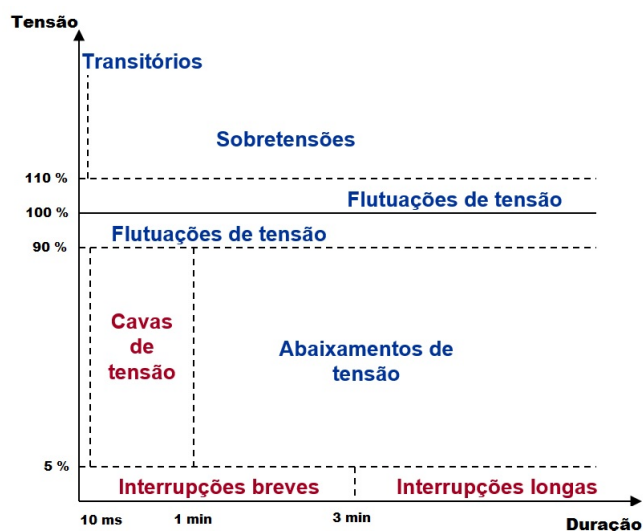 Tensão
Transitórios
Sobretensões
110 %
Flutuações de tensão
100 %
Flutuações de tensão
90 %
Cavas
de
tensão
Abaixamentos de
tensão
5 %
Interrupções breves
Interrupções longas
10 ms
1 min
3 min
Duração